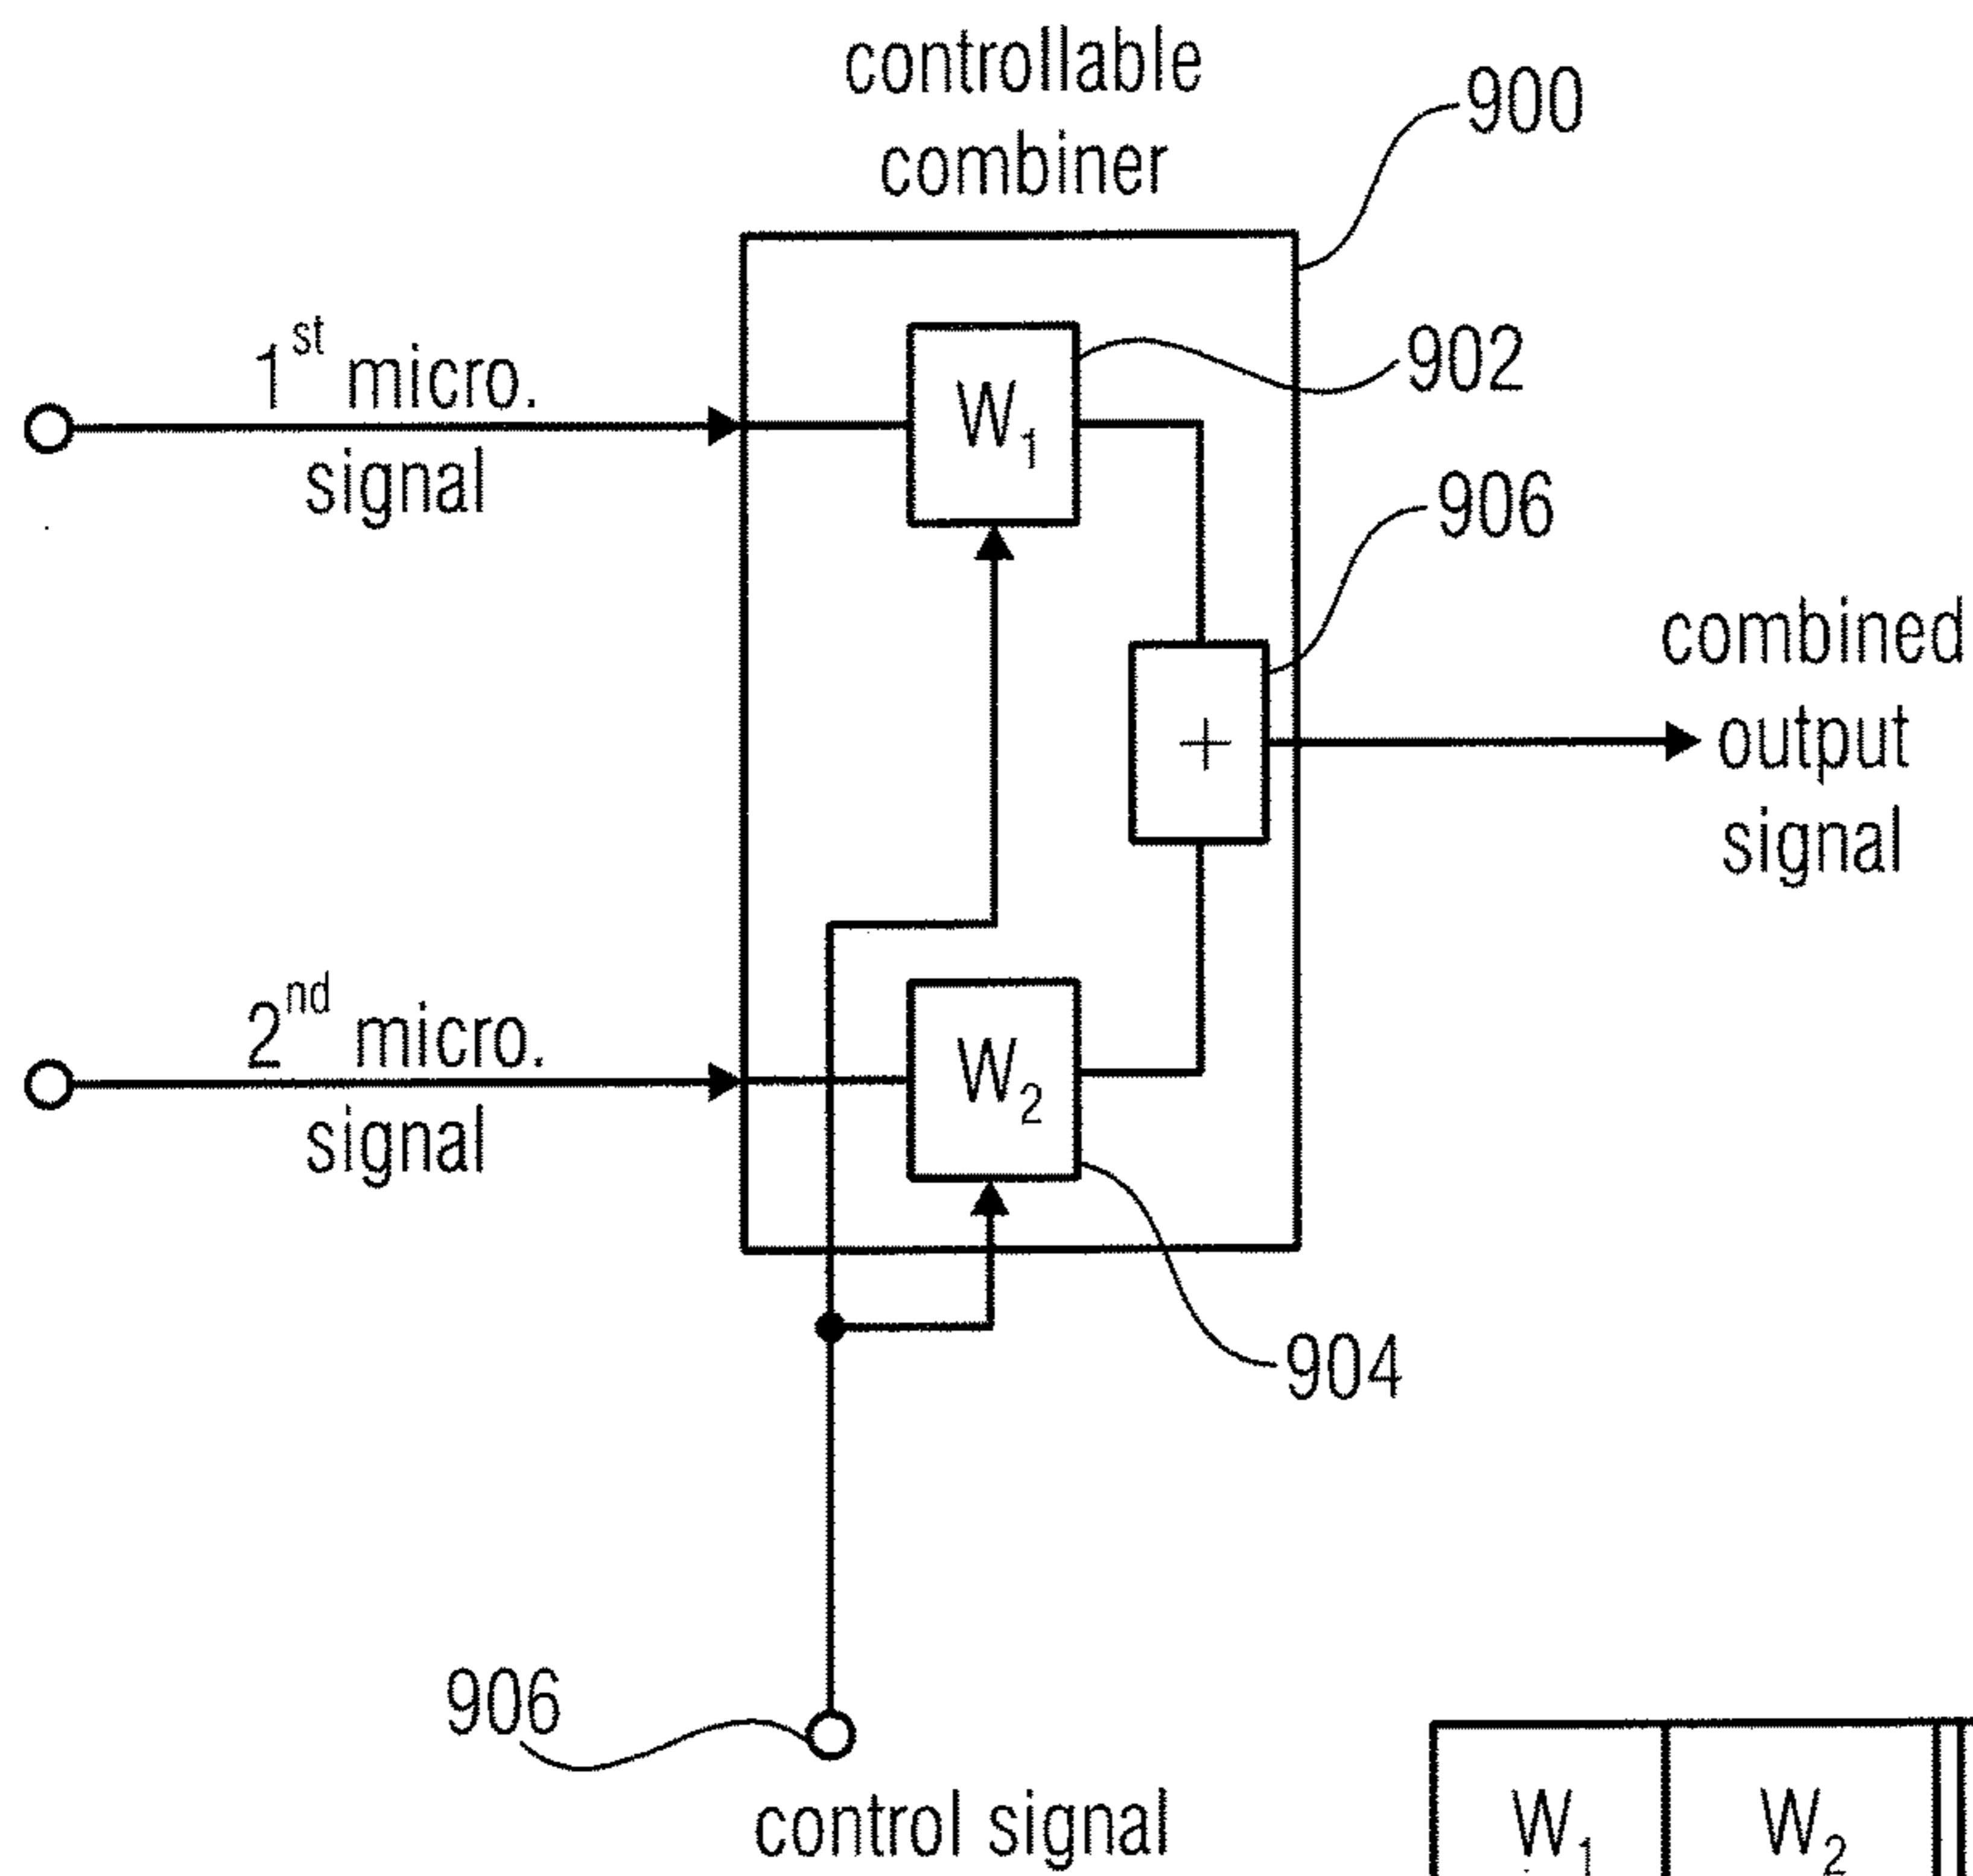 controllable
combiner
900
1st micro.
signal
W1
902
906
combined
output
signal
+
2nd micro.
signal
W2
904
906
control signal
W1
W2